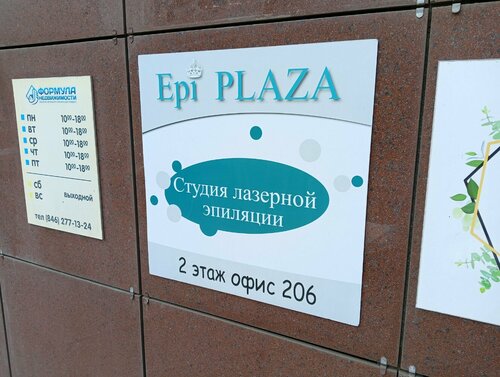 ФОРМУЛА
НЕДВИЖИМОСТИ
ПН 10⁰⁰-18⁰⁰
ВТ 10⁰⁰-18⁰⁰
СР 10⁰⁰-18⁰⁰
ЧТ 10⁰⁰-18⁰⁰
ПТ 10⁰⁰-18⁰⁰
СБ
ВС ВЫХОДНОЙ
тел (846) 277-13-24
Epi PLAZA
Студия лазерной
эпиляции
2 этаж офис 206